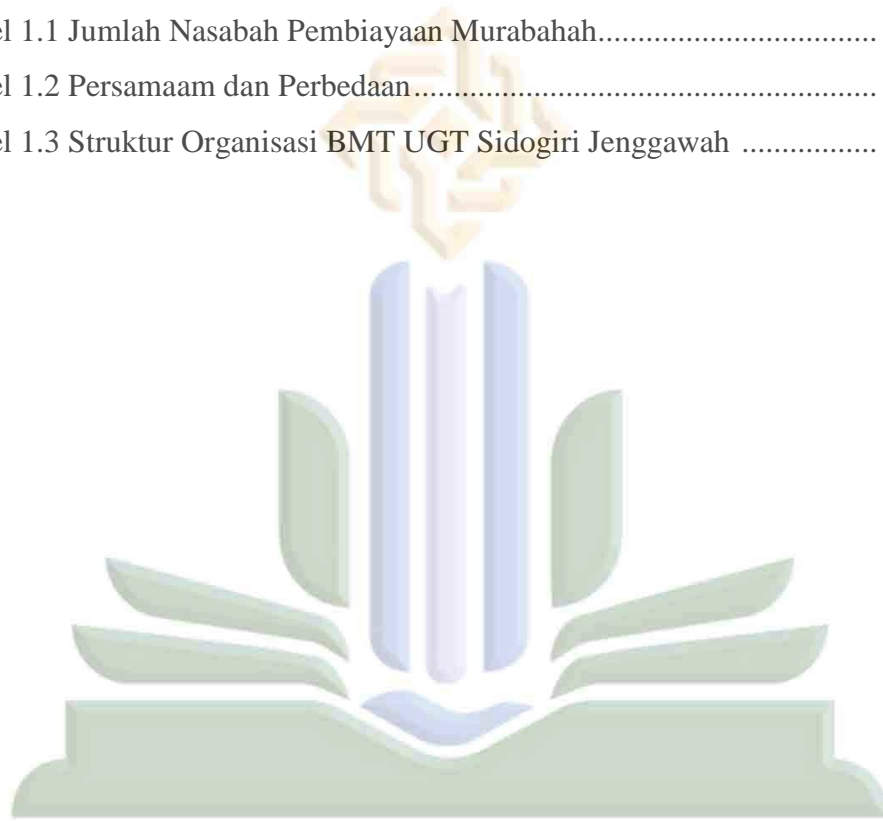 el 1.1 Jumlah Nasabah Pembiayaan Murabahah..................................
el 1.2 Persamaam dan Perbedaan.........................................................
el 1.3 Struktur Organisasi BMT UGT Sidogiri Jenggawah .................